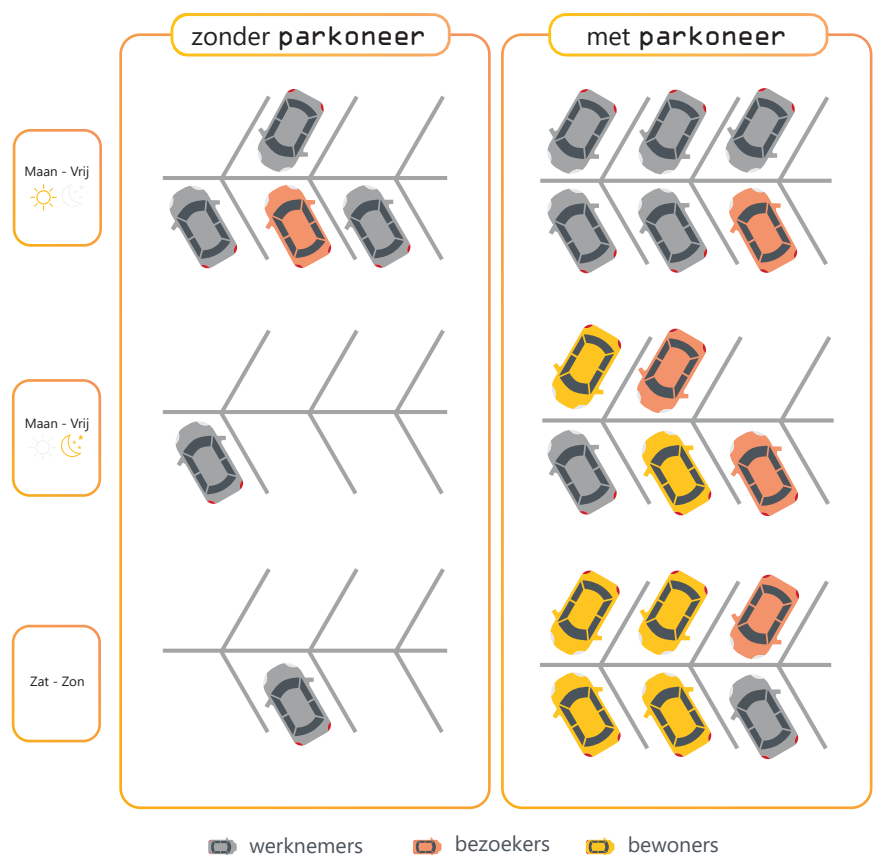 zonder parkoneer
met parkoneer
Maan - Vrij
Maan - Vrij
Zat - Zon
werknemers
bezoekers
bewoners